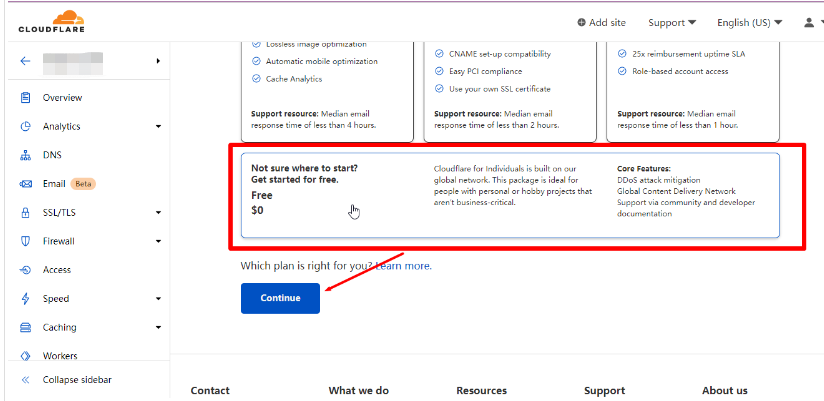 CLOUDFLARE
Add site
Support
English (US)
Overview
Analytics
DNS
Email Beta
SSL/TLS
Firewall
Access
Speed
Caching
Workers
Collapse sidebar
Lossless image optimization
Automatic mobile optimization
Cache Analytics
Support resource: Median email
response time of less than 4 hours.
CNAME set-up compatibility
Easy PCI compliance
Use your own SSL certificate
Support resource: Median email
response time of less than 2 hours.
25x reimbursement uptime SLA
Role-based account access
Support resource: Median email
response time of less than 1 hour.
Not sure where to start?
Get started for free.
Free
$0
Cloudflare for Individuals is built on our
global network. This package is ideal for
people with personal or hobby projects that
aren't business-critical.
Core Features:
DDoS attack mitigation
Global Content Delivery Network
Support via community and developer
documentation
Which plan is right for you? Learn more.
Continue
Contact
What we do
Resources
Support
About us